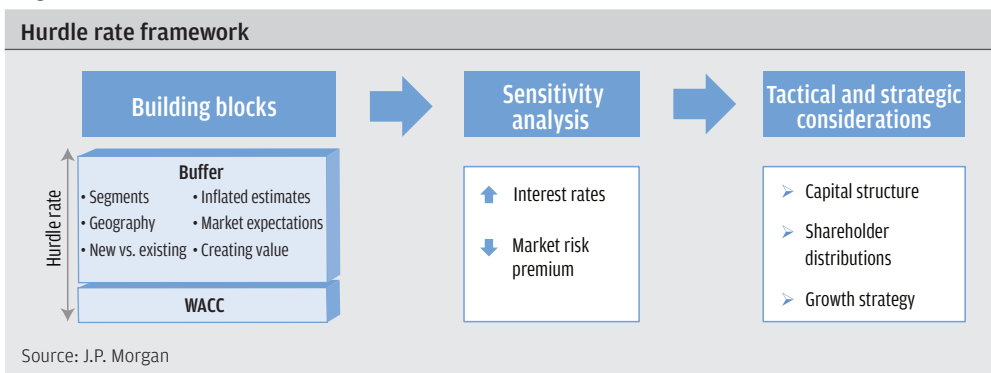 Hurdle rate framework
Building blocks
Sensitivity
analysis
Tactical and strategic
considerations
Hurdle rate
Buffer
• Segments
• Inflated estimates
• Geography
• Market expectations
• New vs. existing
• Creating value
WACC
Interest rates
Market risk
premium
➢ Capital structure
➢ Shareholder
distributions
➢ Growth strategy
Source: J.P. Morgan